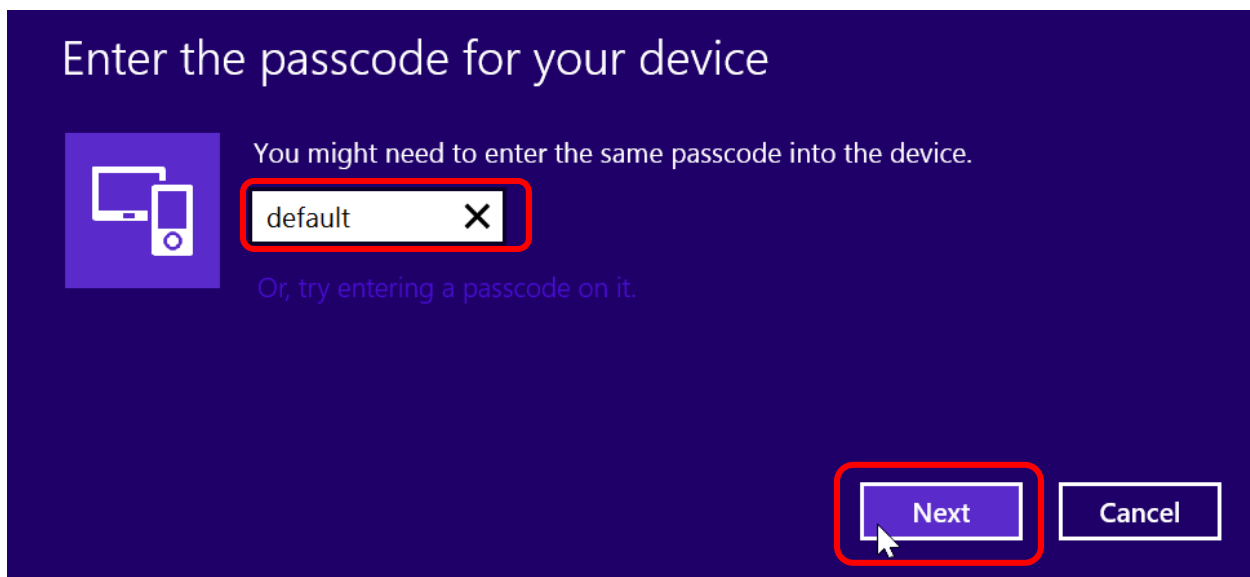 Enter the passcode for your device
You might need to enter the same passcode into the device.
default
Or, try entering a passcode on it.
Next
Cancel